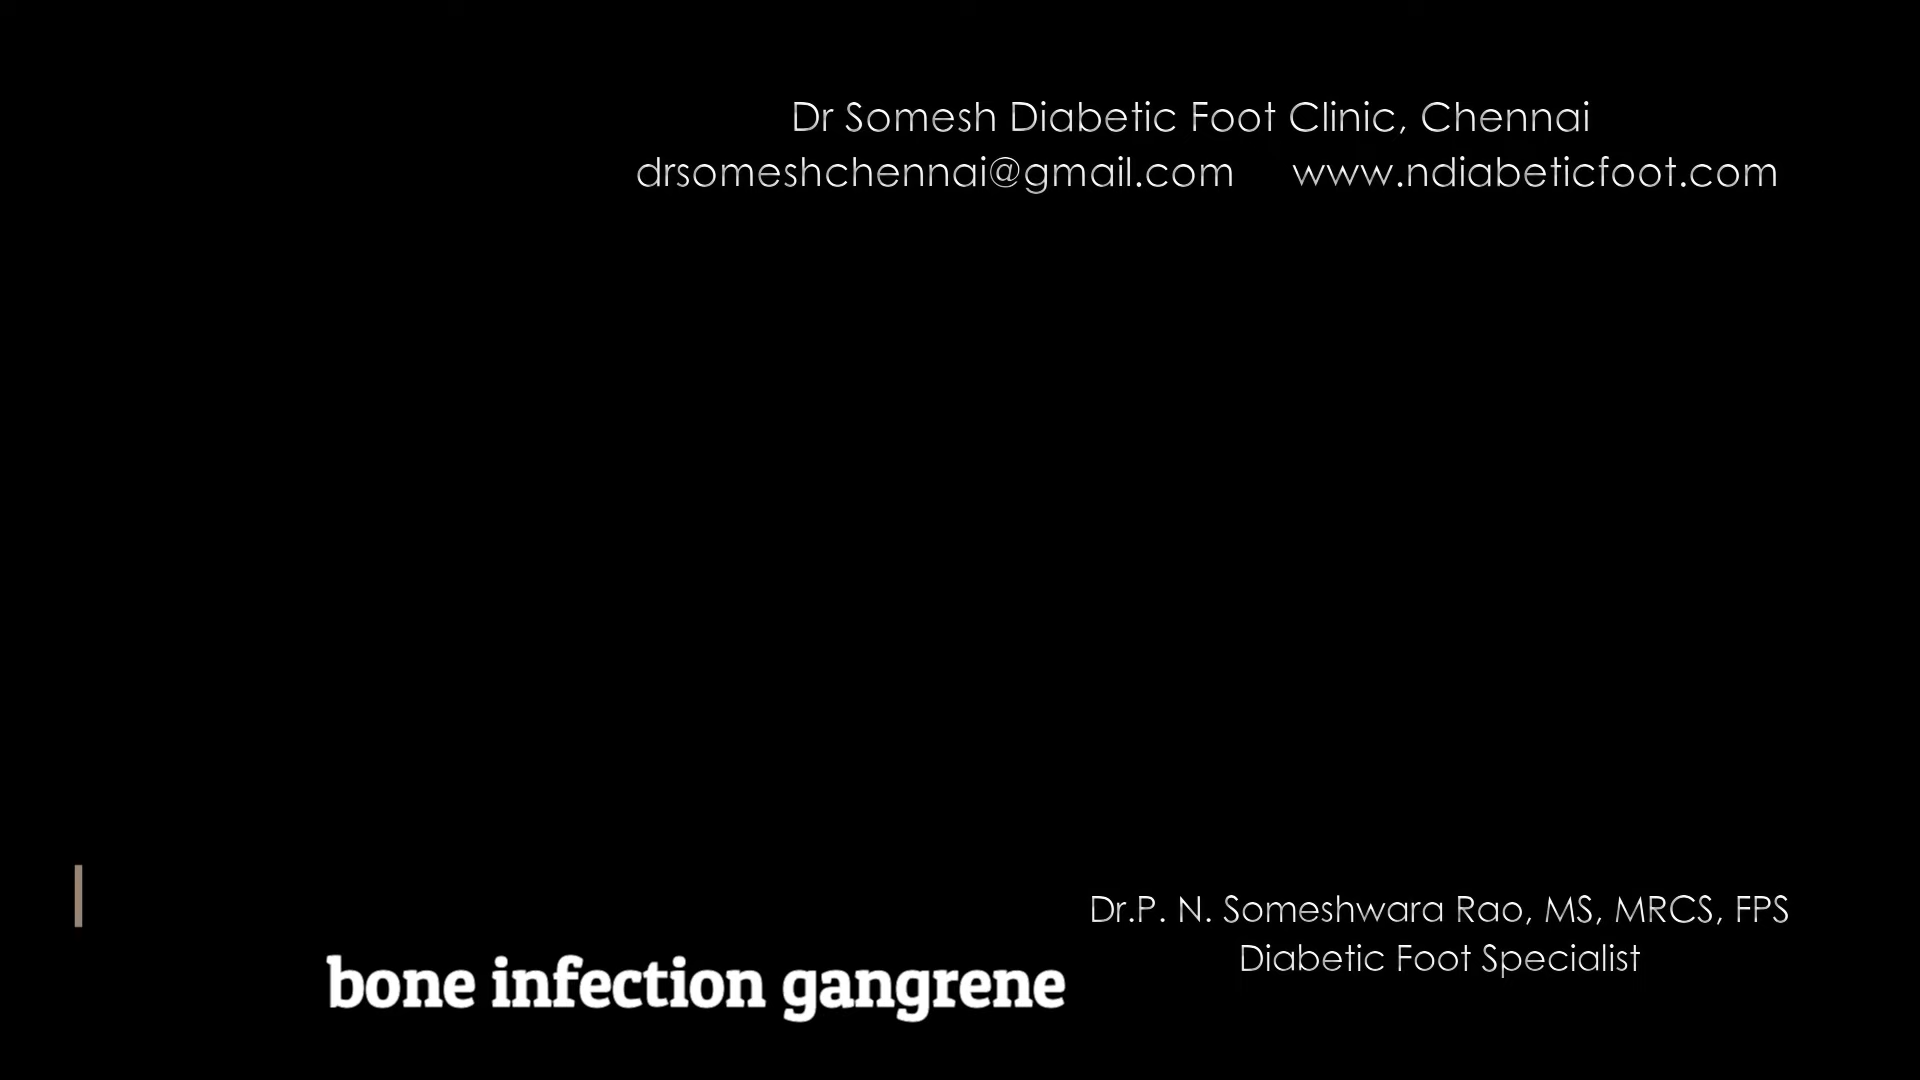 Dr Somesh Diabetic Foot Clinic, Chennai
drsomeshchennai@gmail.com www.ndiabeticfoot.com
Dr.P. N. Someshwara Rao, MS, MRCS, FPS
Diabetic Foot Specialist
bone infection gangrene